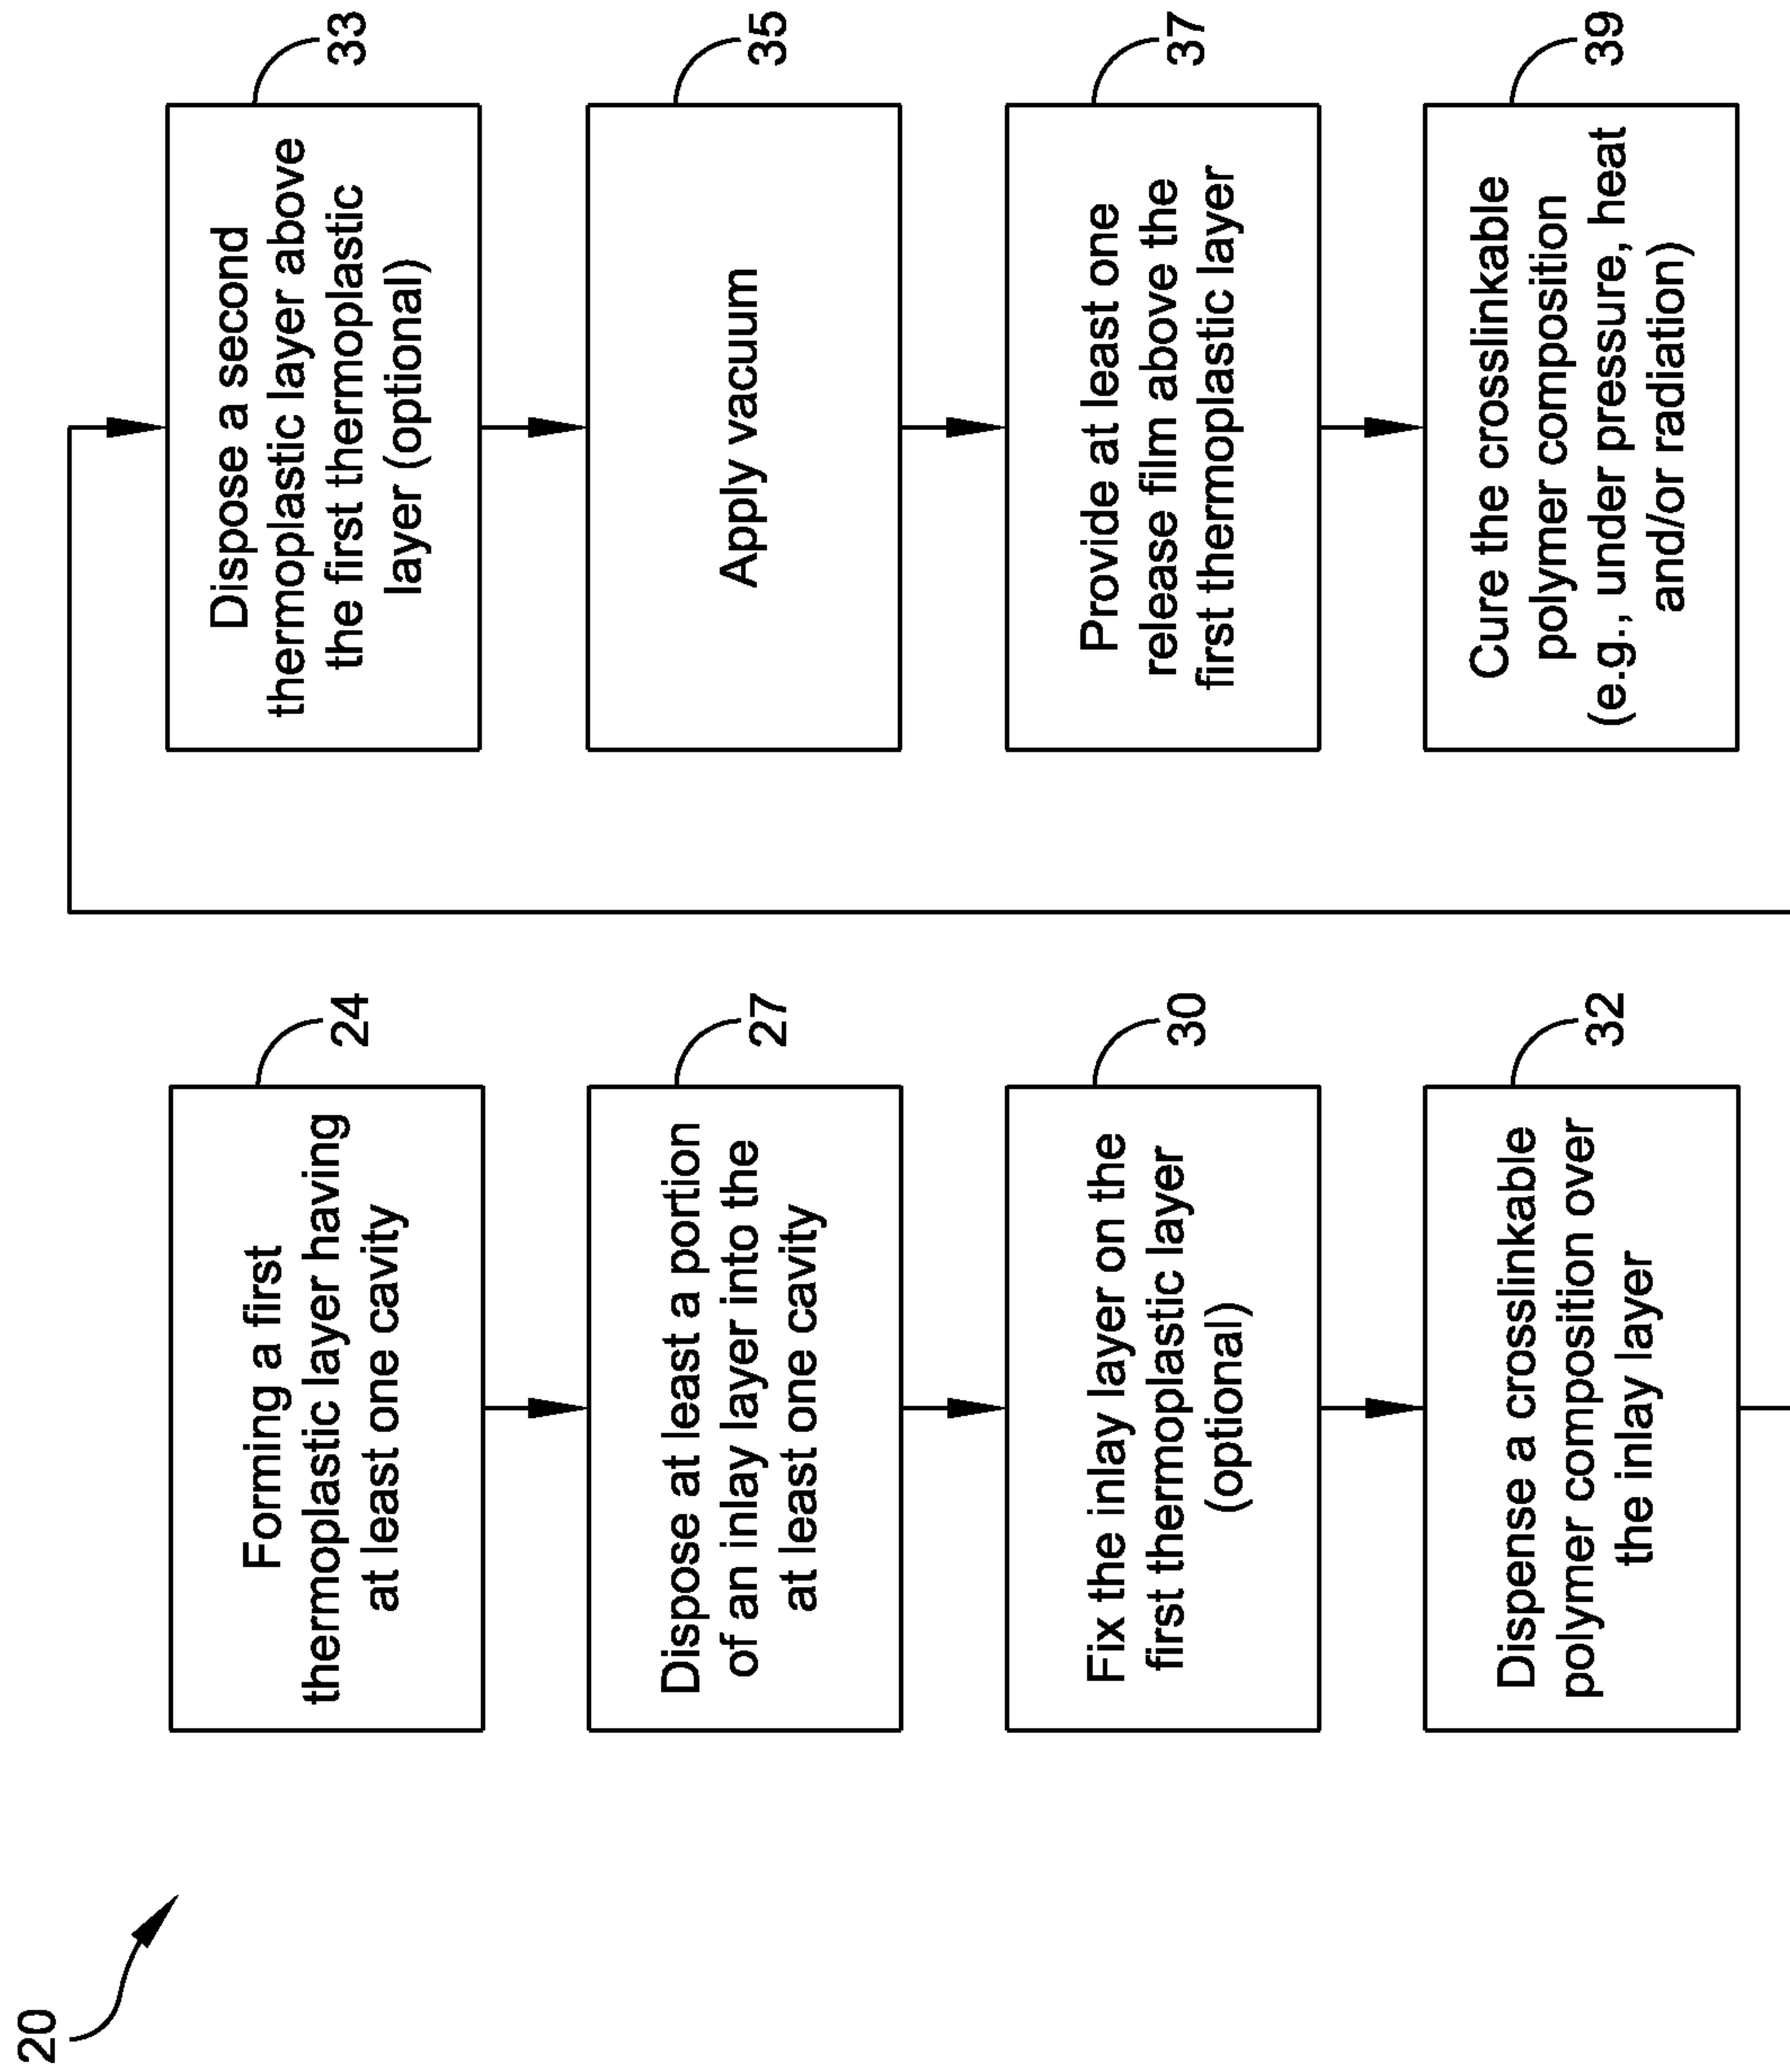 20
Forming a first
thermoplastic layer having
at least one cavity
24
Dispose at least a portion
of an inlay layer into the
at least one cavity
27
Fix the inlay layer on the
first thermoplastic layer
(optional)
30
Dispense a crosslinkable
polymer composition over
the inlay layer
32
Dispose a second
thermoplastic layer above
the first thermoplastic
layer (optional)
33
Apply vacuum
35
Provide at least one
release film above the
first thermoplastic layer
37
Cure the crosslinkable
polymer composition
(e.g., under pressure, heat
and/or radiation)
39